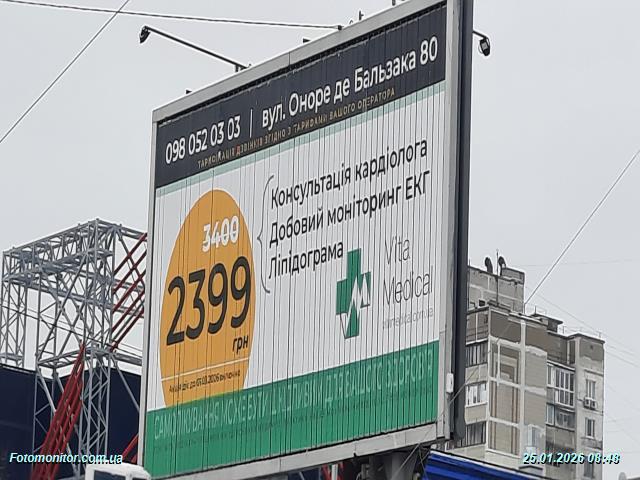 098 052 03 03 | вул. Оноре де Бальзака 80
ТАРИФІКАЦІЯ ДЗВІНКІВ ЗГІДНО З ТАРИФАМИ ВАШОГО ОПЕРАТОРА
3400
2399
грн
Консультація кардіолога
Добовий моніторинг ЕКГ
Ліпідограма
Vita
Medical
САМОЛІКУВАННЯ МОЖЕ БУТИ ШКІДЛИВИМ ДЛЯ ВАШОГО ЗДОРОВ'Я
Fotomonitor.com.ua
25.01.2026 08:48